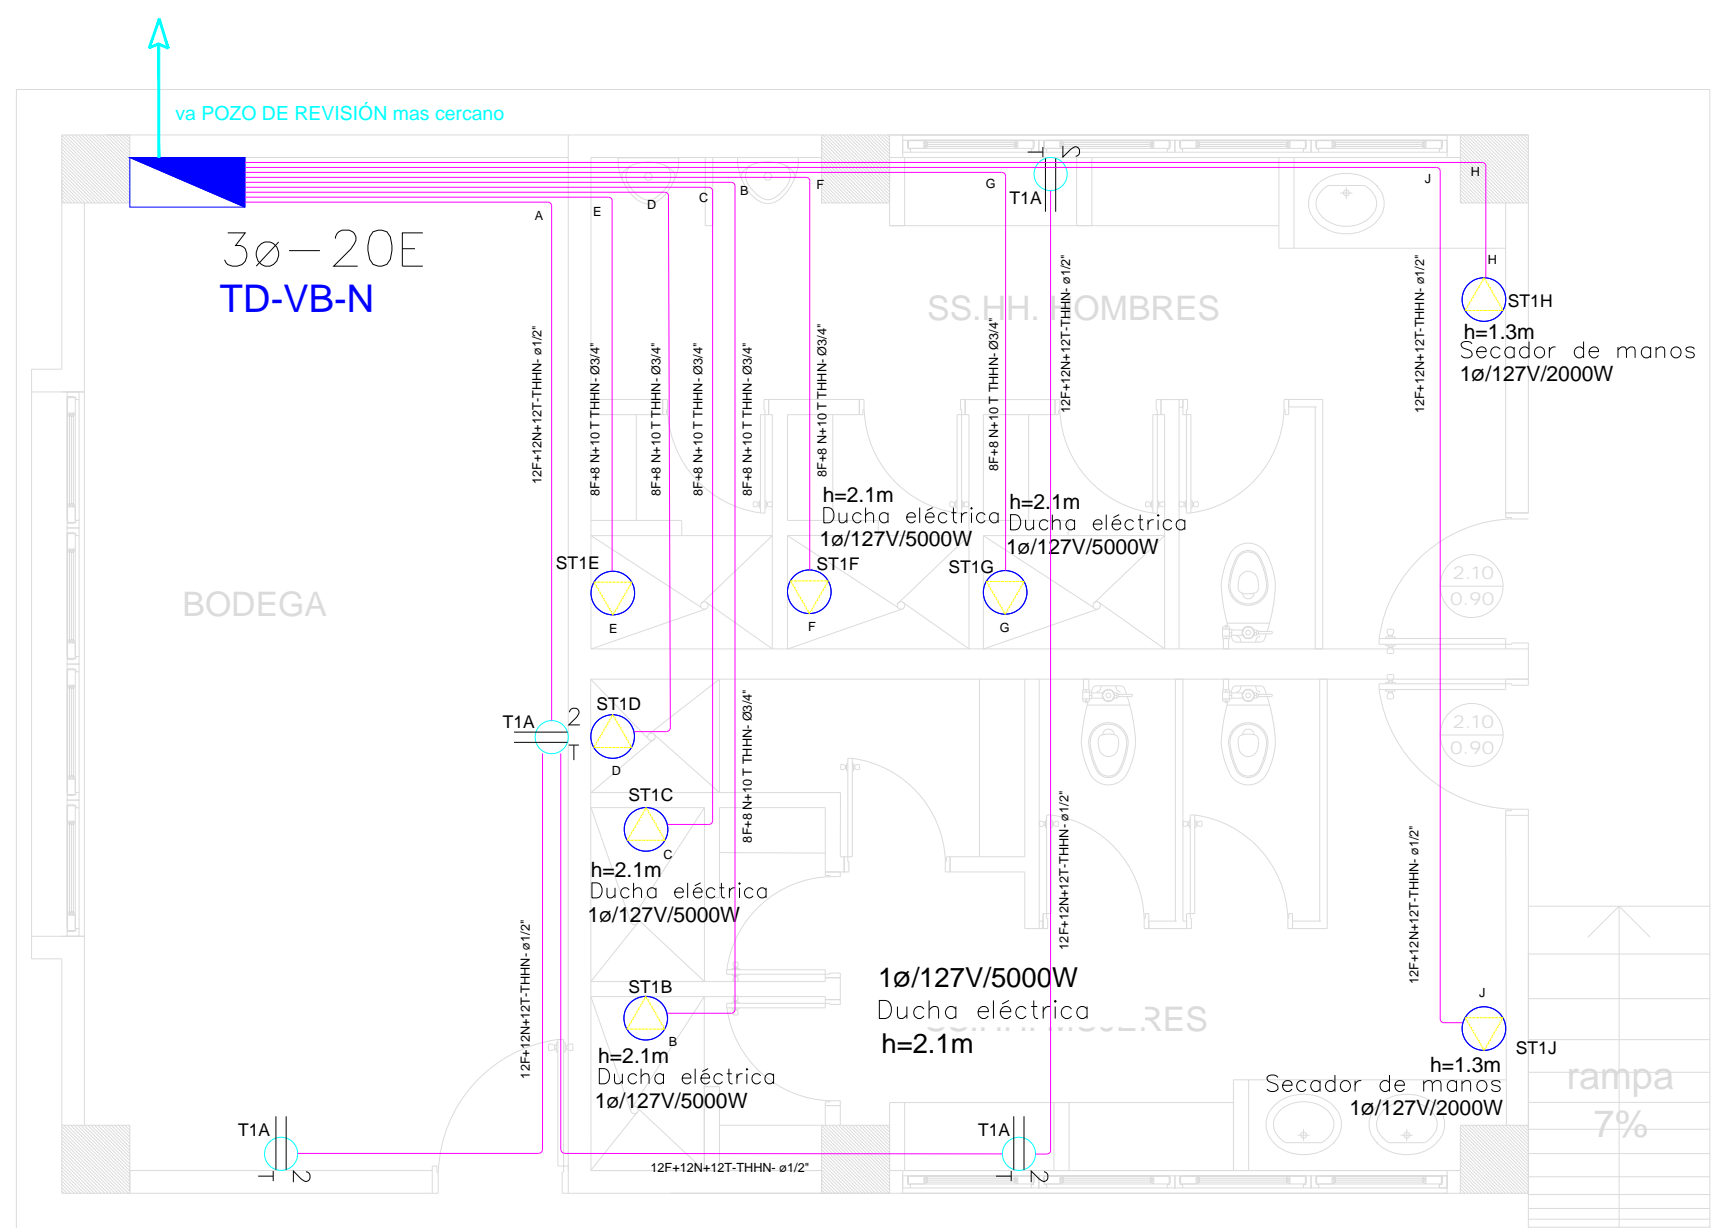 va POZO DE REVISIÓN mas cercano
3ø-20E
TD-VB-N
A
E
D
C
B
F
G
T
2
T1A
J
H
H
ST1H
h=1.3m
Secador de manos
1ø/127V/2000W
SS.HH. HOMBRES
12F+12N+12T-THHN- ø1/2"
8F+8 N+10 T THHN- Ø3/4"
8F+8 N+10 T THHN- Ø3/4"
8F+8 N+10 T THHN- Ø3/4"
8F+8 N+10 T THHN- Ø3/4"
8F+8 N+10 T THHN- Ø3/4"
8F+8 N+10 T THHN- Ø3/4"
12F+12N+12T-THHN- ø1/2"
12F+12N+12T-THHN- ø1/2"
h=2.1m
Ducha eléctrica
1ø/127V/5000W
h=2.1m
Ducha eléctrica
1ø/127V/5000W
ST1E
ST1F
ST1G
E
F
G
BODEGA
2.10
0.90
2.10
0.90
T1A
2
T
ST1D
D
8F+8 N+10 T THHN- Ø3/4"
ST1C
C
h=2.1m
Ducha eléctrica
1ø/127V/5000W
12F+12N+12T-THHN- ø1/2"
12F+12N+12T-THHN- ø1/2"
12F+12N+12T-THHN- ø1/2"
ST1B
B
h=2.1m
Ducha eléctrica
1ø/127V/5000W
1ø/127V/5000W
Ducha eléctrica
SS.HH. MUJERES
h=2.1m
J
ST1J
h=1.3m
Secador de manos
1ø/127V/2000W
rampa
7%
T1A
T
2
12F+12N+12T-THHN- ø1/2"
T1A
T
2